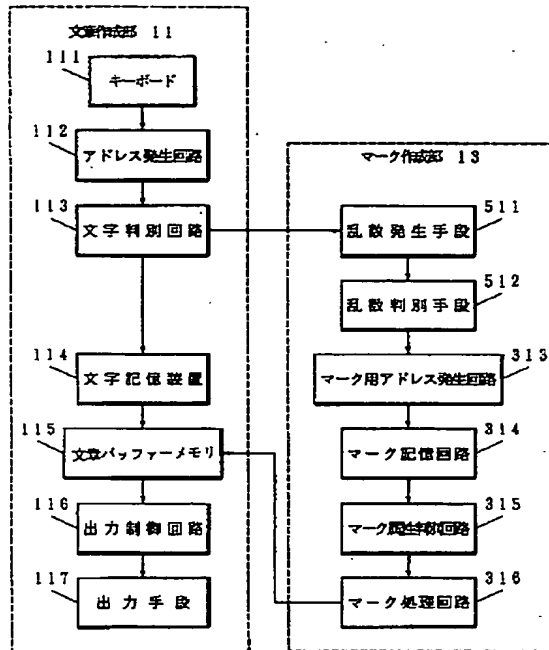 文章作成部 11
111
キーボード
112
アドレス発生回路
113
文字判別回路
114
文字記憶装置
115
文章バッファーメモリ
116
出力制御回路
117
出力手段
マーク作成部 13
511
乱数発生手段
512
乱数判別手段
313
マーク用アドレス発生回路
314
マーク記憶回路
315
316
マーク処理回路